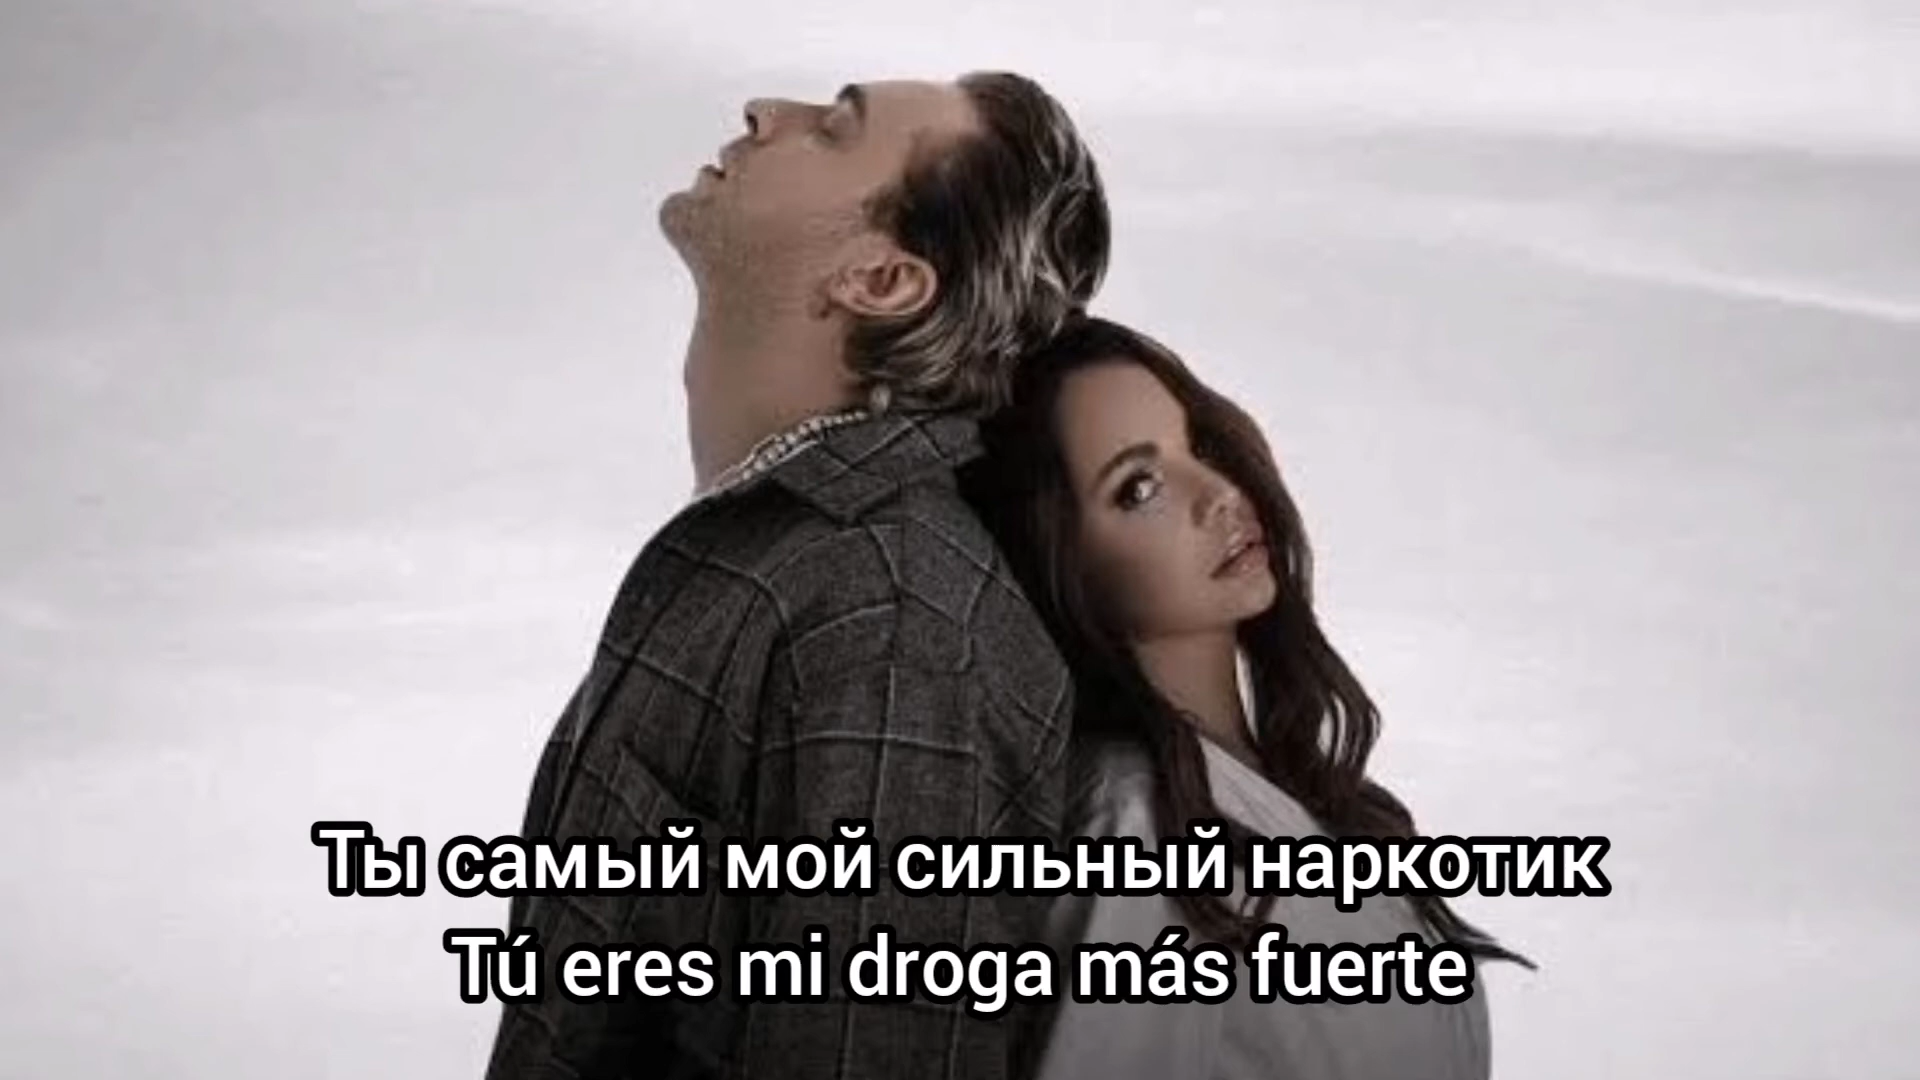 Ты самый мой сильный наркотик
Tú eres mi droga más fuerte